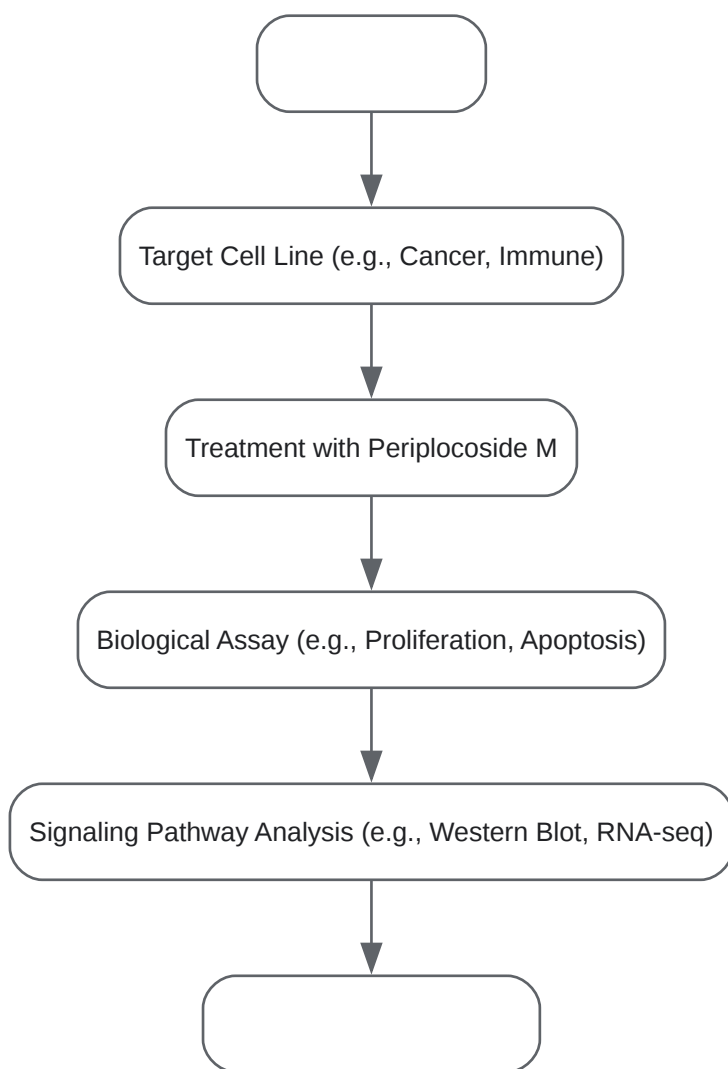 Target Cell Line (e.g., Cancer, Immune)
Treatment with Periplocoside M
Biological Assay (e.g., Proliferation, Apoptosis)
Signaling Pathway Analysis (e.g., Western Blot, RNA-seq)